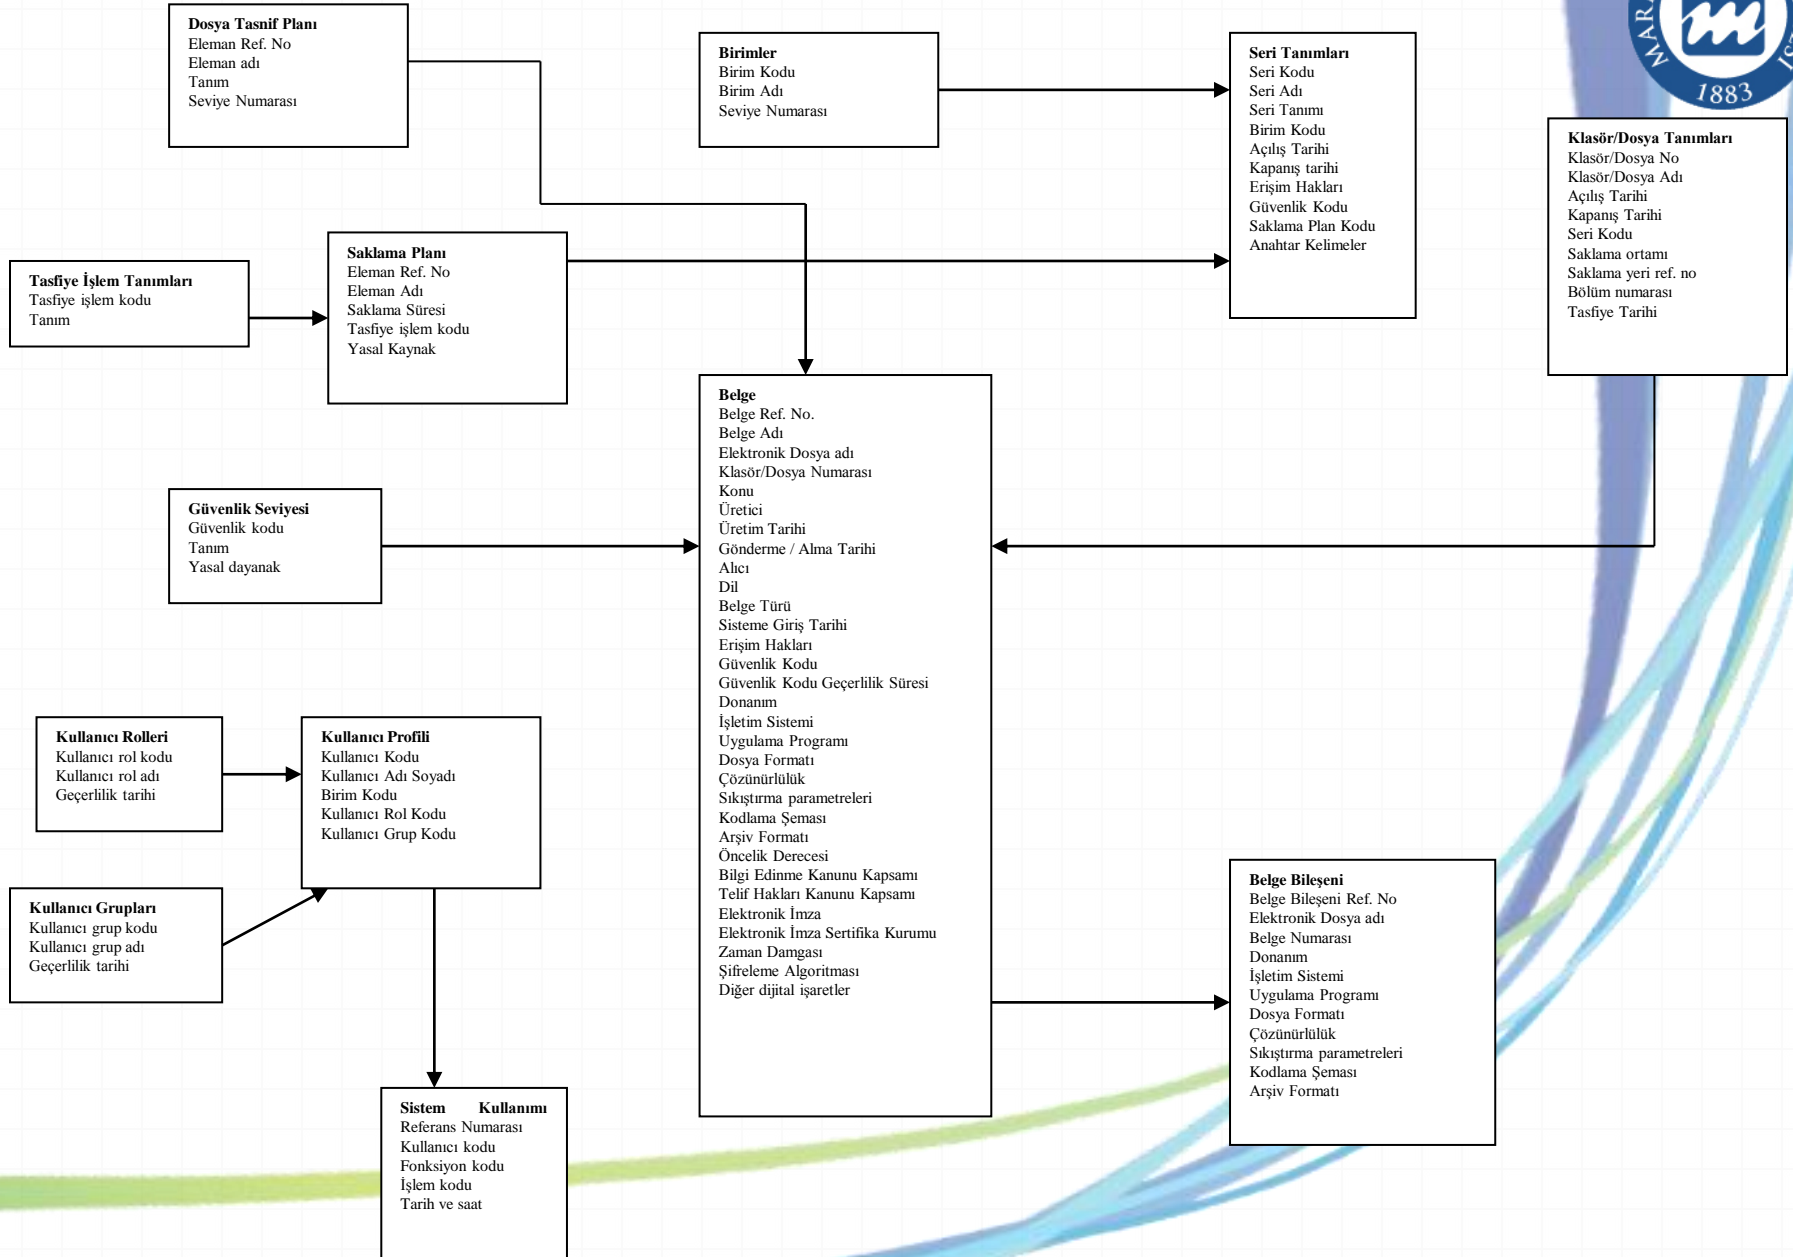 Dosya Tasnif Planı
Eleman Ref. No
Eleman adı
Tanım
Seviye Numarası
Birimler
Birim Kodu
Birim Adı
Seviye Numarası
Seri Tanımları
Seri Kodu
Seri Adı
Seri Tanımı
Birim Kodu
Açılış Tarihi
Kapanış tarihi
Erişim Hakları
Güvenlik Kodu
Saklama Plan Kodu
Anahtar Kelimeler
1883
Klasör/Dosya Tanımları
Klasör/Dosya No
Klasör/Dosya Adı
Açılış Tarihi
Kapanış Tarihi
Seri Kodu
Saklama ortamı
Saklama yeri ref. no
Bölüm numarası
Tasfiye Tarihi
Tasfiye İşlem Tanımları
Tasfiye işlem kodu
Tanım
Saklama Planı
Eleman Ref. No
Eleman Adı
Saklama Süresi
Tasfiye işlem kodu
Yasal Kaynak
Güvenlik Seviyesi
Güvenlik kodu
Tanım
Yasal dayanak
Belge
Belge Ref. No.
Belge Adı
Elektronik Dosya adı
Klasör/Dosya Numarası
Konu
Üretici
Üretim Tarihi
Gönderme / Alma Tarihi
Alıcı
Dil
Belge Türü
Sisteme Giriş Tarihi
Erişim Hakları
Güvenlik Kodu
Güvenlik Kodu Geçerlilik Süresi
Donanım
İşletim Sistemi
Uygulama Programı
Dosya Formatı
Çözünürlülük
Sıkıştırma parametreleri
Kodlama Şeması
Arşiv Formatı
Öncelik Derecesi
Bilgi Edinme Kanunu Kapsamı
Telif Hakları Kanunu Kapsamı
Elektronik İmza
Elektronik İmza Sertifika Kurumu
Zaman Damgası
Şifreleme Algoritması
Diğer dijital işaretler
Kullanıcı Rolleri
Kullanıcı rol kodu
Kullanıcı rol adı
Geçerlilik tarihi
Kullanıcı Profili
Kullanıcı Kodu
Kullanıcı Adı Soyadı
Birim Kodu
Kullanıcı Rol Kodu
Kullanıcı Grup Kodu
Kullanıcı Grupları
Kullanıcı grup kodu
Kullanıcı grup adı
Geçerlilik tarihi
Belge Bileşeni
Belge Bileşeni Ref. No
Elektronik Dosya adı
Belge Numarası
Donanım
İşletim Sistemi
Uygulama Programı
Dosya Formatı
Çözünürlülük
Sıkıştırma parametreleri
Kodlama Şeması
Arşiv Formatı
Sistem Kullanımı
Referans Numarası
Kullanıcı kodu
Fonksiyon kodu
İşlem kodu
Tarih ve saat